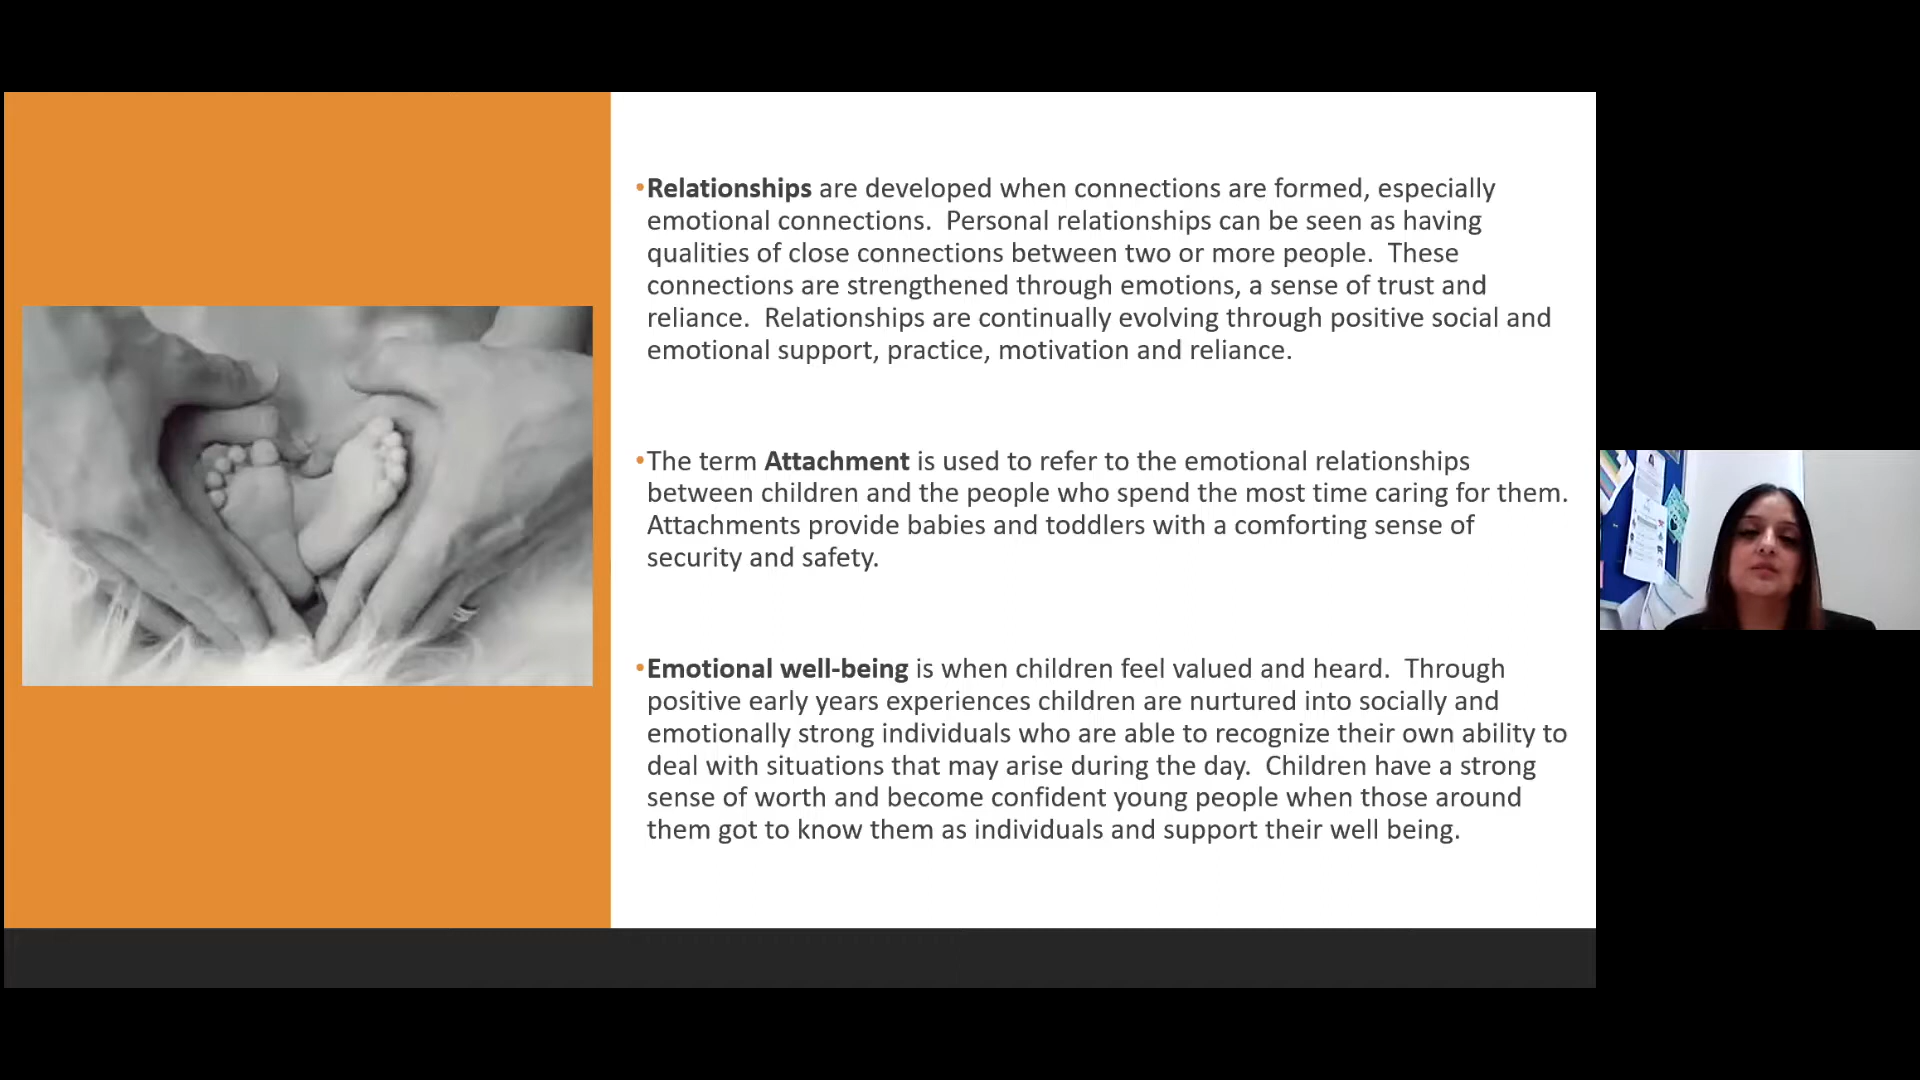 •Relationships are developed when connections are formed, especially
emotional connections.  Personal relationships can be seen as having
qualities of close connections between two or more people.  These
connections are strengthened through emotions, a sense of trust and
reliance.  Relationships are continually evolving through positive social and
emotional support, practice, motivation and reliance.
•The term Attachment is used to refer to the emotional relationships
between children and the people who spend the most time caring for them.
Attachments provide babies and toddlers with a comforting sense of
security and safety.
•Emotional well-being is when children feel valued and heard.  Through
positive early years experiences children are nurtured into socially and
emotionally strong individuals who are able to recognize their own ability to
deal with situations that may arise during the day.  Children have a strong
sense of worth and become confident young people when those around
them got to know them as individuals and support their well being.